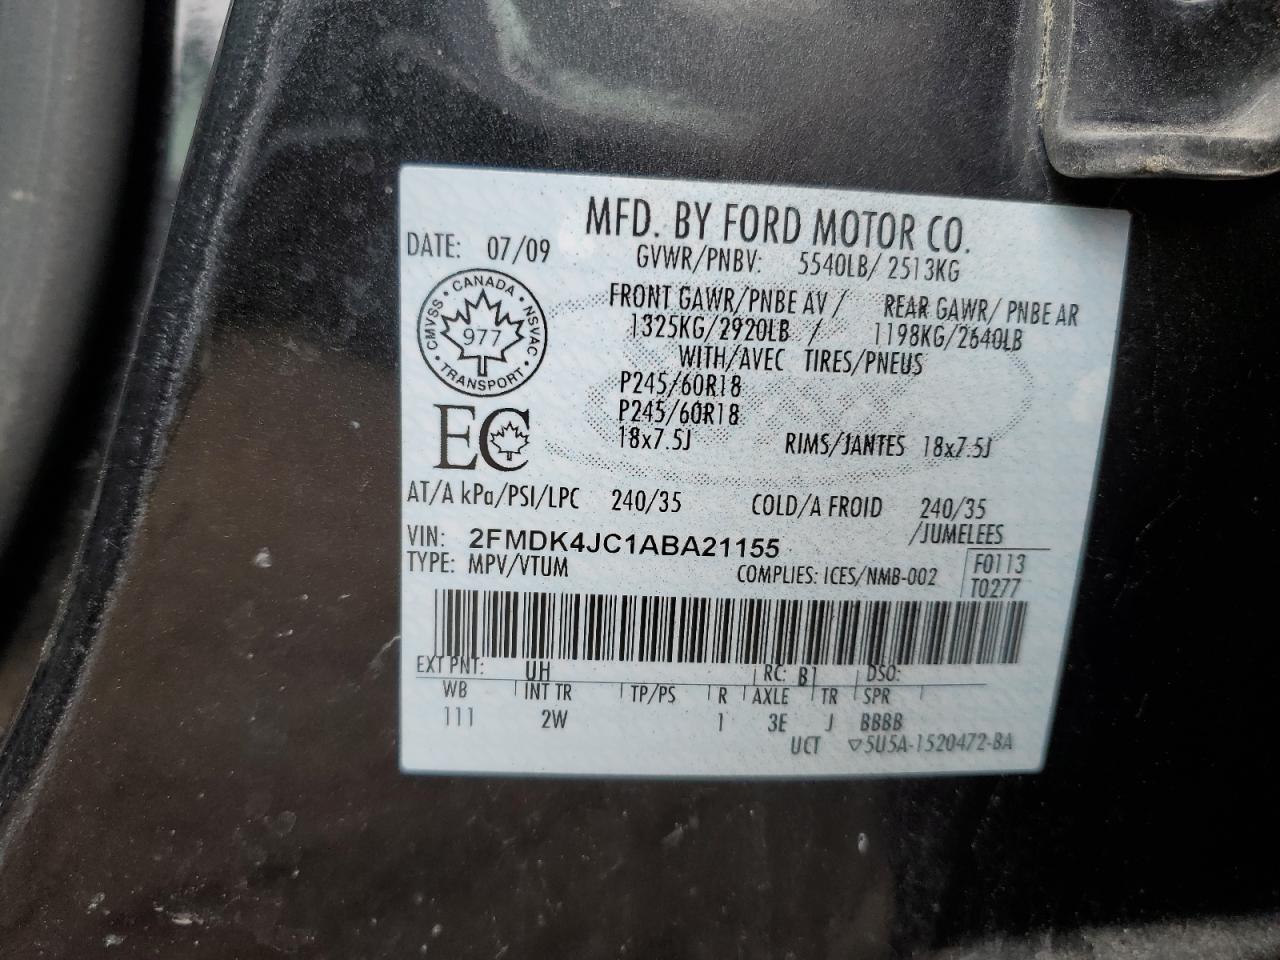 MFD. BY FORD MOTOR CO.
DATE: 07/09
GVWR/PNBV: 5540LB/ 2513KG
CMVSS · CANADA · NSVAC
977
· TRANSPORT ·
FRONT GAWR/PNBE AV / REAR GAWR/ PNBE AR
1325KG/2920LB / 1198KG/2640LB
WITH/AVEC TIRES/PNEUS
P245/60R18
P245/60R18
18x7.5J RIMS/JANTES 18x7.5J
EC
AT/A kPa/PSI/LPC 240/35 COLD/A FROID 240/35
/JUMELEES
VIN: 2FMDK4JC1ABA21155
TYPE: MPV/VTUM COMPLIES: ICES/NMB-002
F0113
T0277
EXT PNT: UH RC: B1 DSO:
WB INT TR TP/PS R AXLE TR SPR
111 2W 1 3E J BBBB
UCT ▽5U5A-1520472-BA